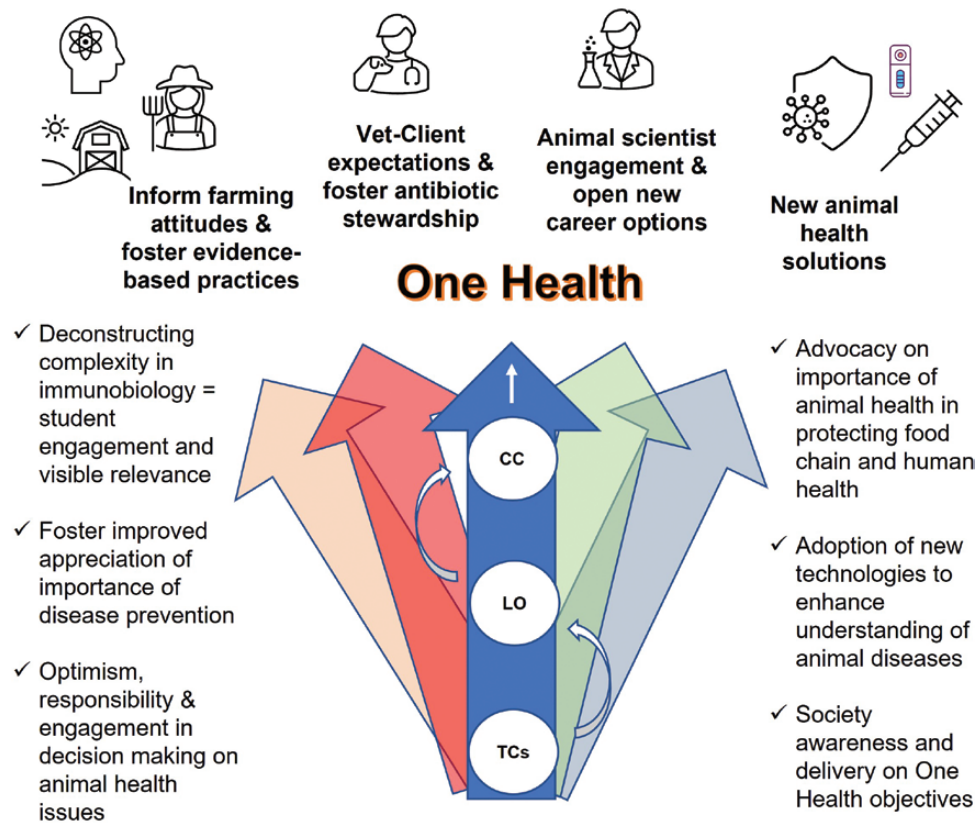 Inform farming
attitudes &
foster evidence-
based practices
Vet-Client
expectations &
foster antibiotic
stewardship
Animal scientist
engagement &
open new
career options
New animal
health
solutions
One Health
✓ Deconstructing
complexity in
immunobiology =
student
engagement and
visible relevance
✓ Foster improved
appreciation of
importance of
disease prevention
✓ Optimism,
responsibility &
engagement in
decision making on
animal health
issues
CC
LO
TCs
✓ Advocacy on
importance of
animal health in
protecting food
chain and human
health
✓ Adoption of new
technologies to
enhance
understanding of
animal diseases
✓ Society
awareness and
delivery on One
Health objectives